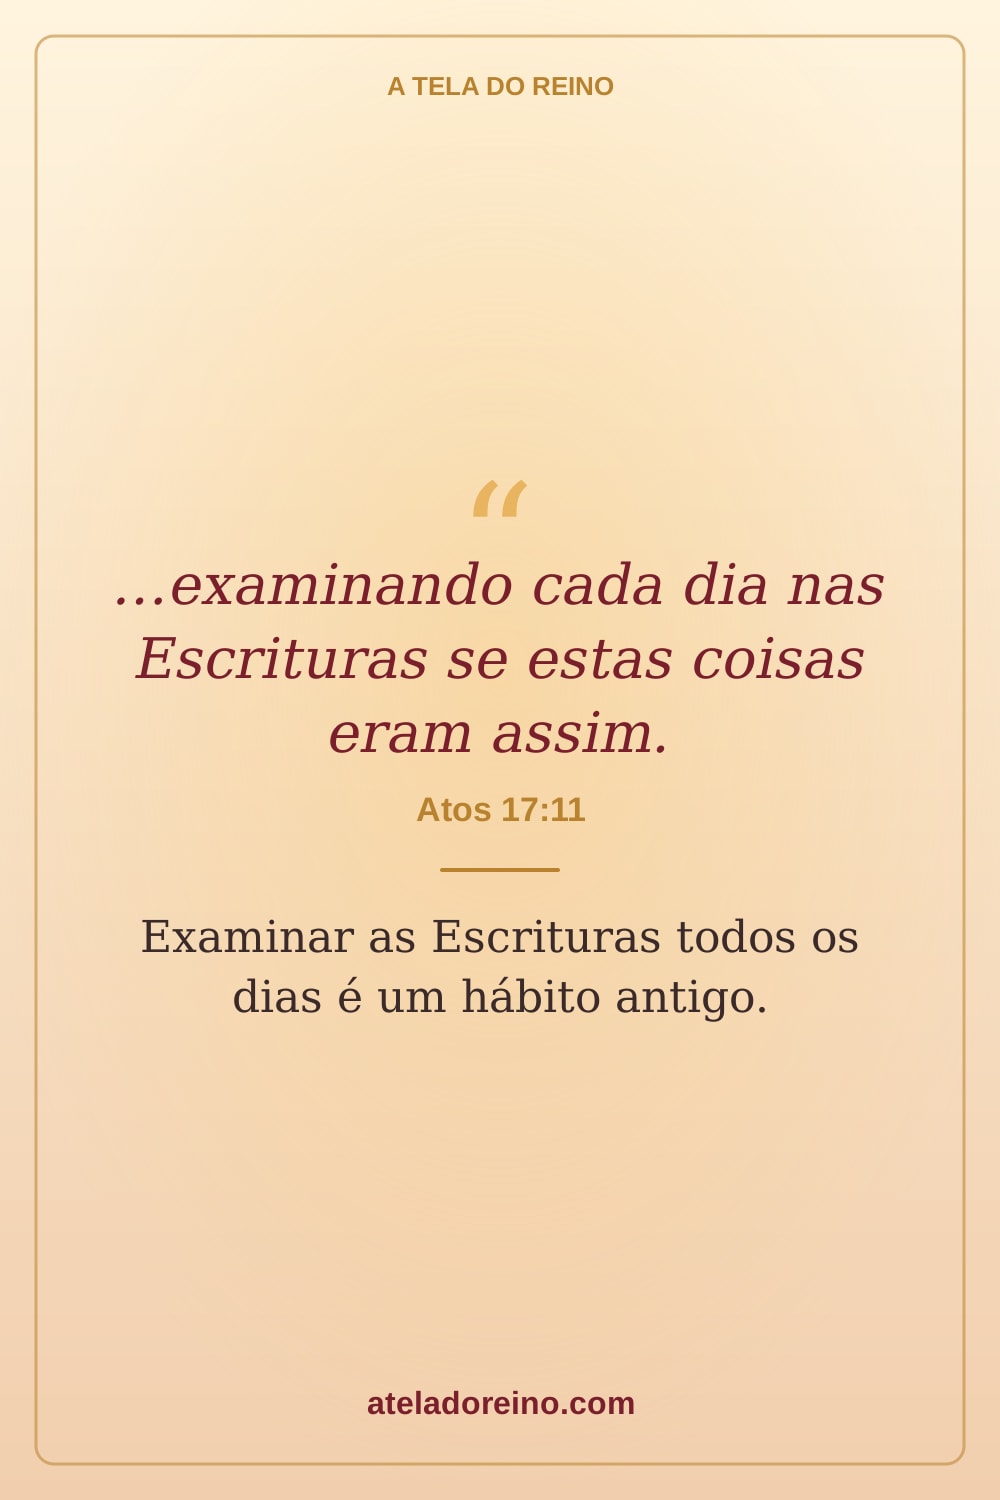 A TELA DO REINO
“
...examinando cada dia nas
Escrituras se estas coisas
eram assim.
Atos 17:11
Examinar as Escrituras todos os
dias é um hábito antigo.
ateladoreino.com